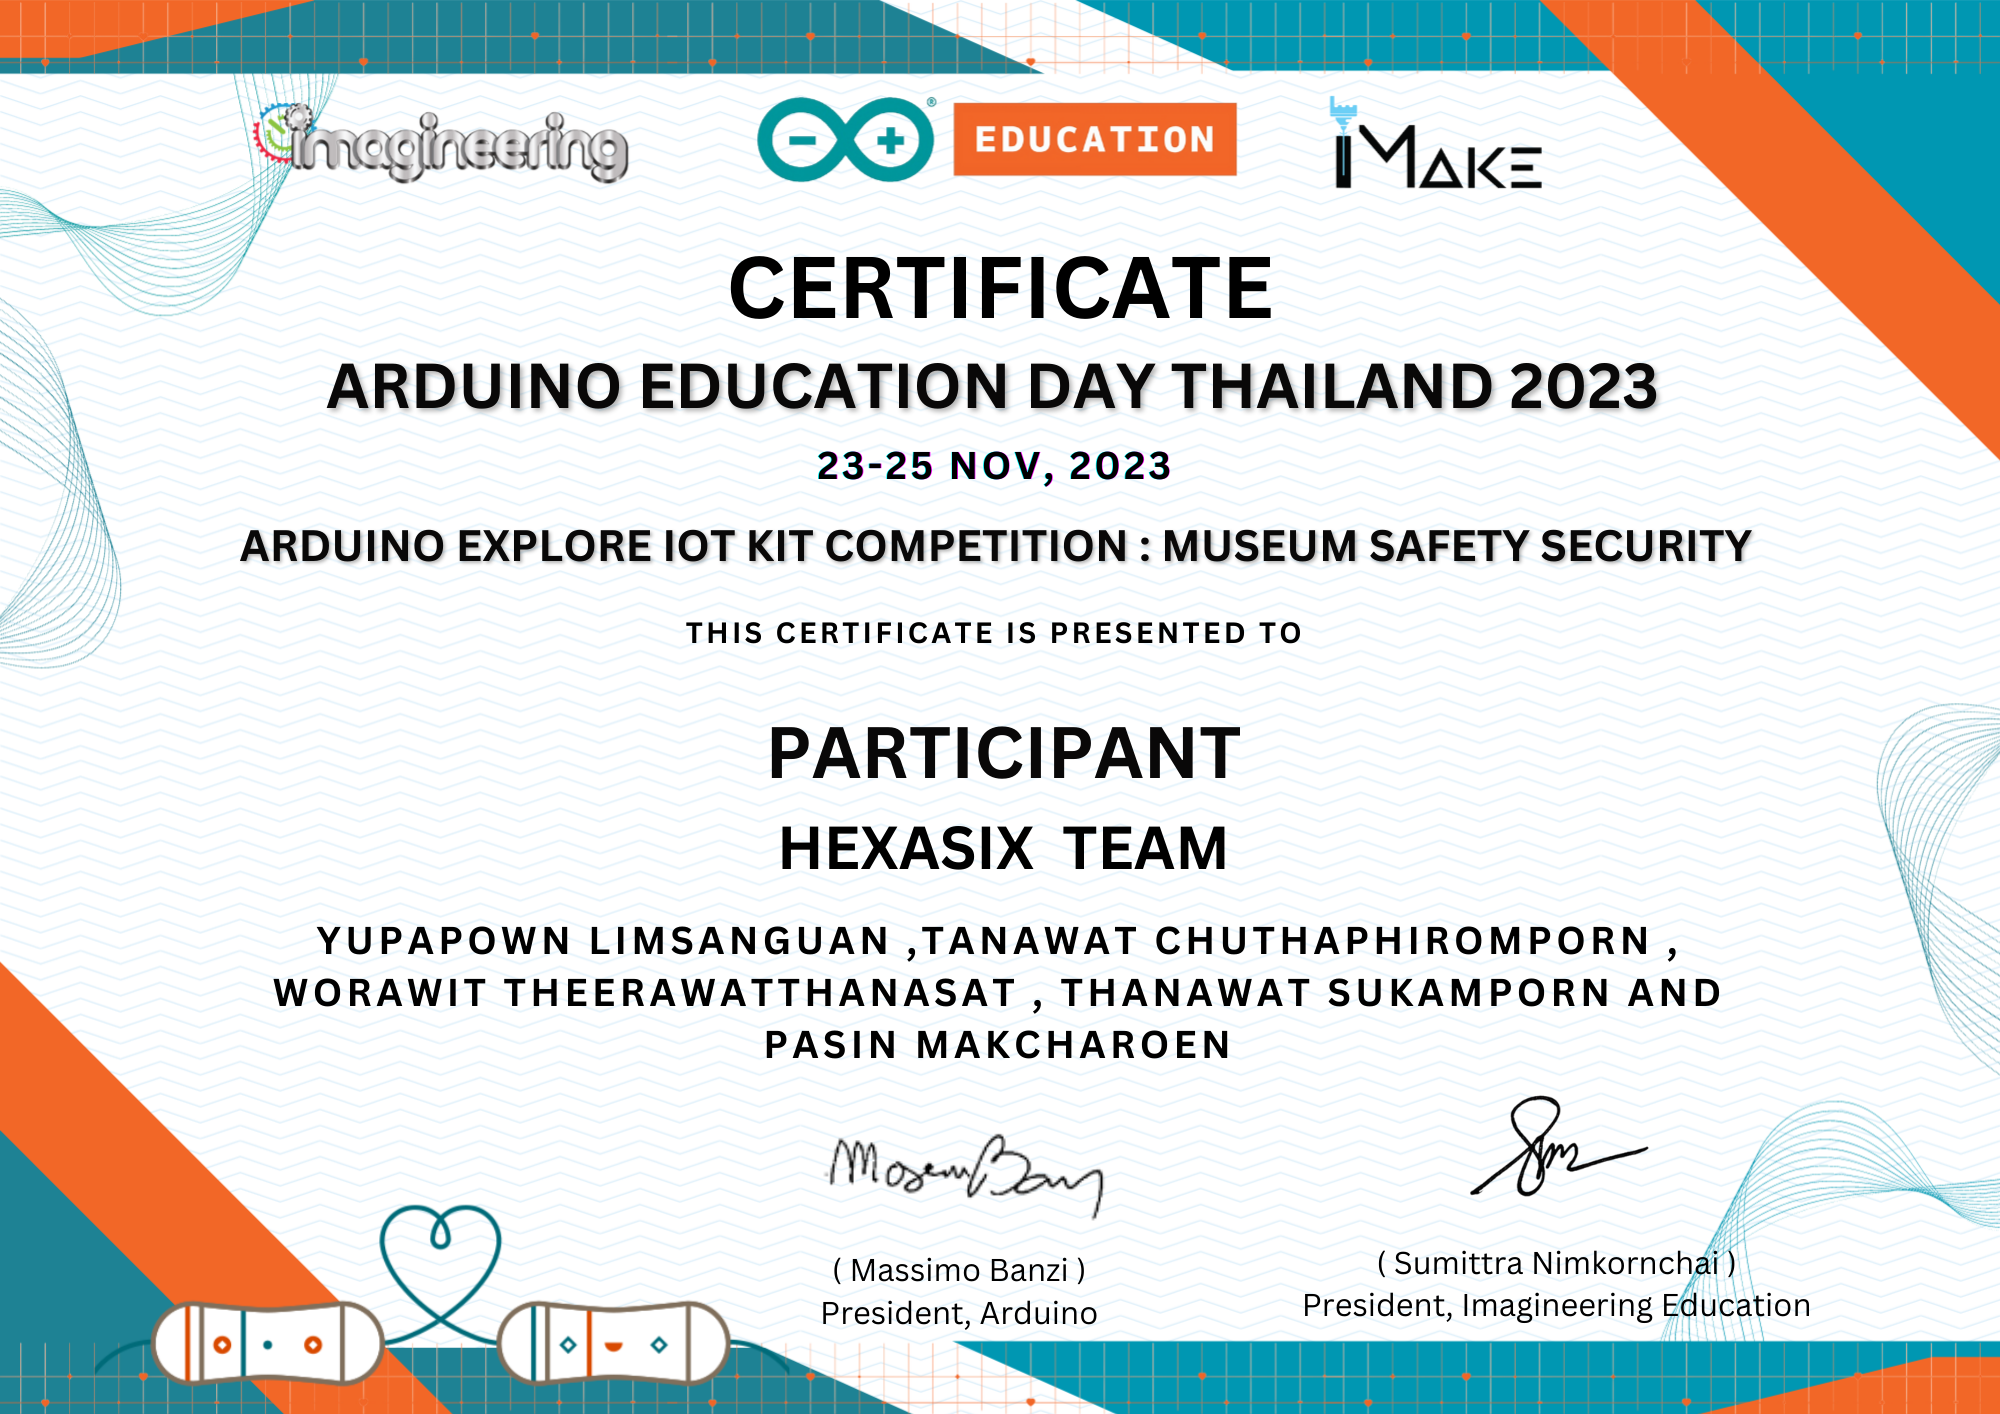 imagineering
®
EDUCATION
iMAKE
CERTIFICATE
ARDUINO EDUCATION DAY THAILAND 2023
23-25 NOV, 2023
ARDUINO EXPLORE IOT KIT COMPETITION : MUSEUM SAFETY SECURITY
THIS CERTIFICATE IS PRESENTED TO
PARTICIPANT
HEXASIX TEAM
YUPAPOWN LIMSANGUAN ,TANAWAT CHUTHAPHIROMPORN ,
WORAWIT THEERAWATTHANASAT , THANAWAT SUKAMPORN AND
PASIN MAKCHAROEN
( Massimo Banzi )
President, Arduino
( Sumittra Nimkornchai )
President, Imagineering Education